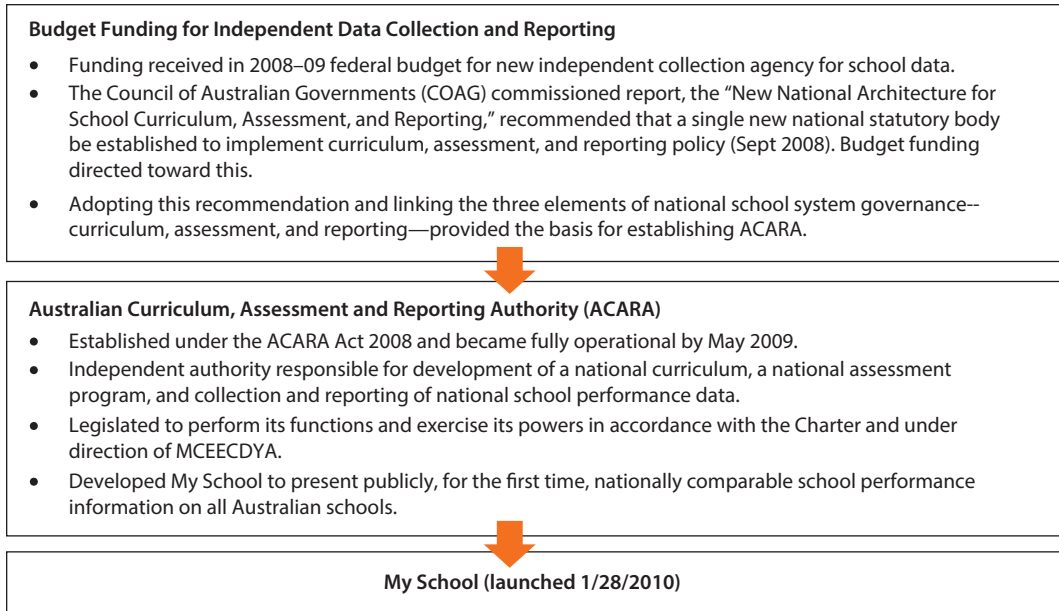 Budget Funding for Independent Data Collection and Reporting
• Funding received in 2008–09 federal budget for new independent collection agency for school data.
• The Council of Australian Governments (COAG) commissioned report, the “New National Architecture for
School Curriculum, Assessment, and Reporting,” recommended that a single new national statutory body
be established to implement curriculum, assessment, and reporting policy (Sept 2008). Budget funding
directed toward this.
• Adopting this recommendation and linking the three elements of national school system governance--
curriculum, assessment, and reporting—provided the basis for establishing ACARA.
Australian Curriculum, Assessment and Reporting Authority (ACARA)
• Established under the ACARA Act 2008 and became fully operational by May 2009.
• Independent authority responsible for development of a national curriculum, a national assessment
program, and collection and reporting of national school performance data.
• Legislated to perform its functions and exercise its powers in accordance with the Charter and under
direction of MCEECDYA.
• Developed My School to present publicly, for the first time, nationally comparable school performance
information on all Australian schools.
My School (launched 1/28/2010)